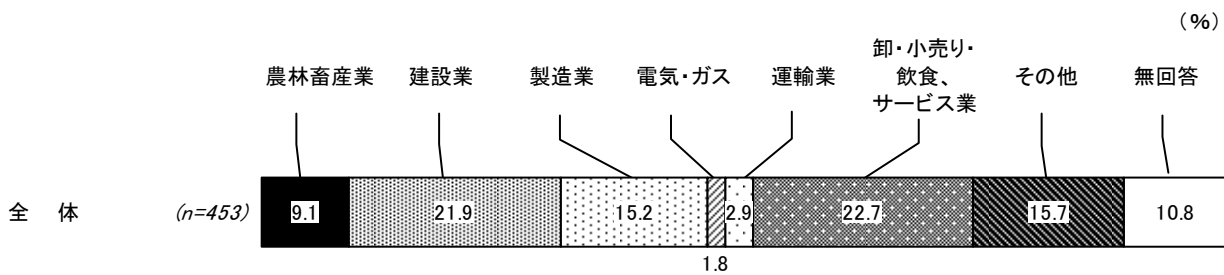 （％）
農林畜産業
建設業
製造業
電気・ガス
運輸業
卸・小売り・
飲食、
サービス業
その他
無回答
全 体 (n=453) 9.1 21.9 15.2 2.9 22.7 15.7 10.8
1.8